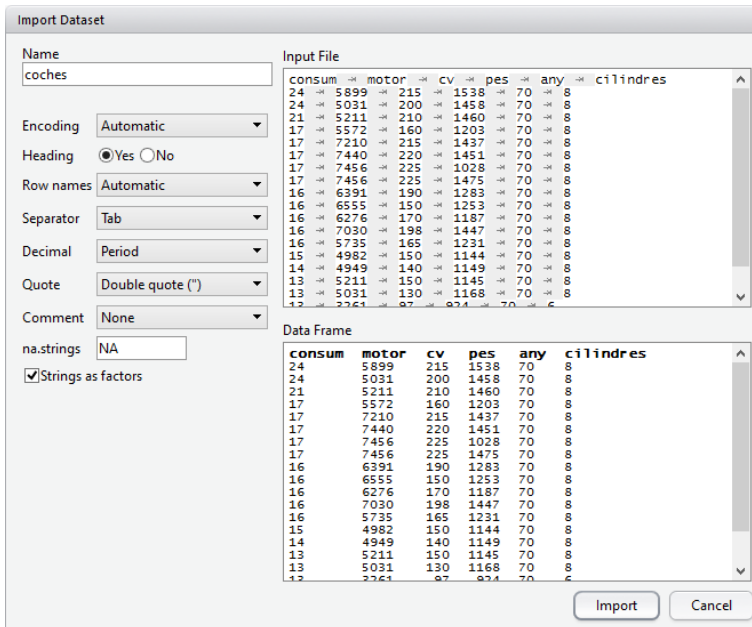 Import Dataset
Name
coches
Encoding Automatic
Heading Yes No
Row names Automatic
Separator Tab
Decimal Period
Quote Double quote (")
Comment None
na.strings NA
Strings as factors
Input File
consum ⇥ motor ⇥ cv ⇥ pes ⇥ any ⇥ cilindres
24 ⇥ 5899 ⇥ 215 ⇥ 1538 ⇥ 70 ⇥ 8
24 ⇥ 5031 ⇥ 200 ⇥ 1458 ⇥ 70 ⇥ 8
21 ⇥ 5211 ⇥ 210 ⇥ 1460 ⇥ 70 ⇥ 8
17 ⇥ 5572 ⇥ 160 ⇥ 1203 ⇥ 70 ⇥ 8
17 ⇥ 7210 ⇥ 215 ⇥ 1437 ⇥ 70 ⇥ 8
17 ⇥ 7440 ⇥ 220 ⇥ 1451 ⇥ 70 ⇥ 8
17 ⇥ 7456 ⇥ 225 ⇥ 1028 ⇥ 70 ⇥ 8
17 ⇥ 7456 ⇥ 225 ⇥ 1475 ⇥ 70 ⇥ 8
16 ⇥ 6391 ⇥ 190 ⇥ 1283 ⇥ 70 ⇥ 8
16 ⇥ 6555 ⇥ 150 ⇥ 1253 ⇥ 70 ⇥ 8
16 ⇥ 6276 ⇥ 170 ⇥ 1187 ⇥ 70 ⇥ 8
16 ⇥ 7030 ⇥ 198 ⇥ 1447 ⇥ 70 ⇥ 8
16 ⇥ 5735 ⇥ 165 ⇥ 1231 ⇥ 70 ⇥ 8
15 ⇥ 4982 ⇥ 150 ⇥ 1144 ⇥ 70 ⇥ 8
14 ⇥ 4949 ⇥ 140 ⇥ 1149 ⇥ 70 ⇥ 8
13 ⇥ 5211 ⇥ 150 ⇥ 1145 ⇥ 70 ⇥ 8
13 ⇥ 5031 ⇥ 130 ⇥ 1168 ⇥ 70 ⇥ 8
13 ⇥ 3261 ⇥ 97 ⇥ 924 ⇥ 70 ⇥ 6
Data Frame
consum motor cv pes any cilindres
24 5899 215 1538 70 8
24 5031 200 1458 70 8
21 5211 210 1460 70 8
17 5572 160 1203 70 8
17 7210 215 1437 70 8
17 7440 220 1451 70 8
17 7456 225 1028 70 8
17 7456 225 1475 70 8
16 6391 190 1283 70 8
16 6555 150 1253 70 8
16 6276 170 1187 70 8
16 7030 198 1447 70 8
16 5735 165 1231 70 8
15 4982 150 1144 70 8
14 4949 140 1149 70 8
13 5211 150 1145 70 8
13 5031 130 1168 70 8
13 3261 97 924 70 6
Import Cancel